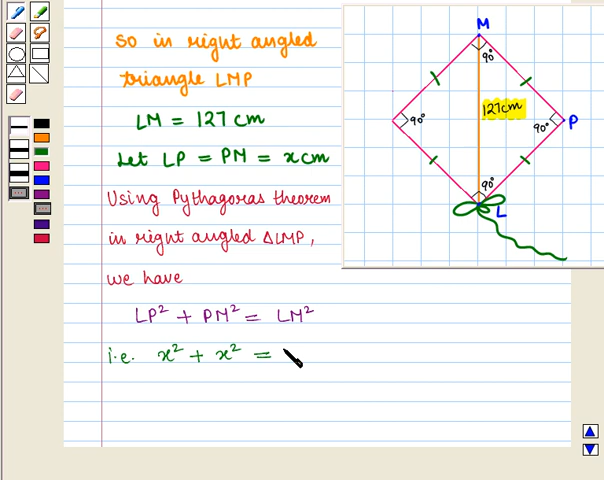 So in right angled
triangle LMP
LM = 127 cm
Let LP = PM = x cm
Using Pythagoras theorem
in right angled ΔLMP,
we have
LP² + PM² = LM²
i.e. x² + x² =
M
90°
127cm
90°
90°
P
90°
L